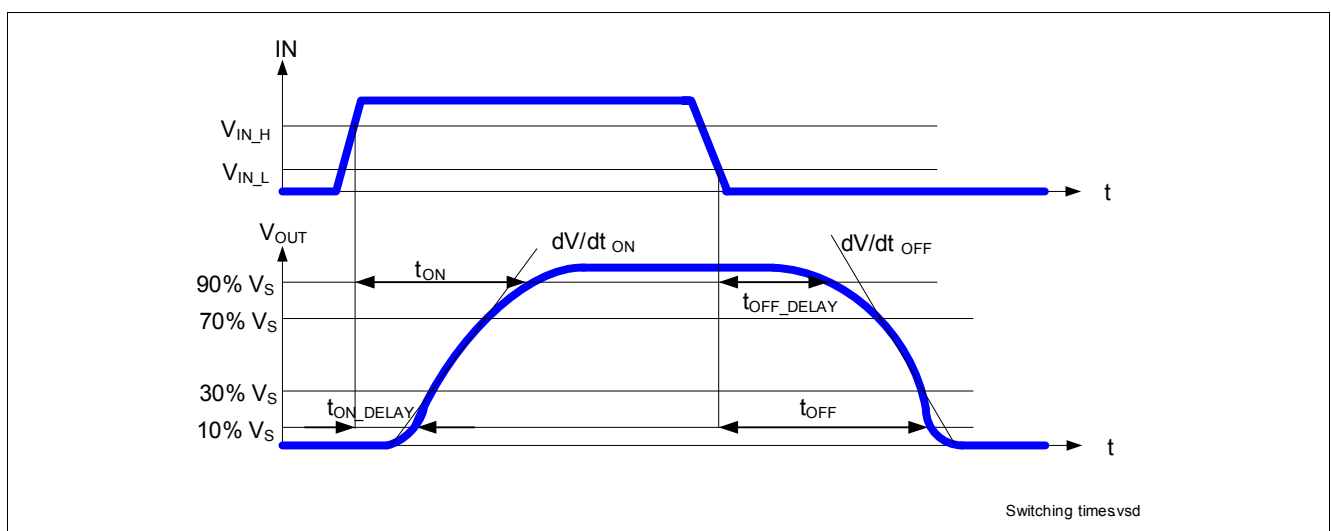 IN
V_IN_H
V_IN_L
t
V_OUT
dV/dt ON
dV/dt OFF
90% V_S
t_ON
t_OFF_DELAY
70% V_S
30% V_S
t_ON_DELAY
t_OFF
10% V_S
t
Switching times.vsd